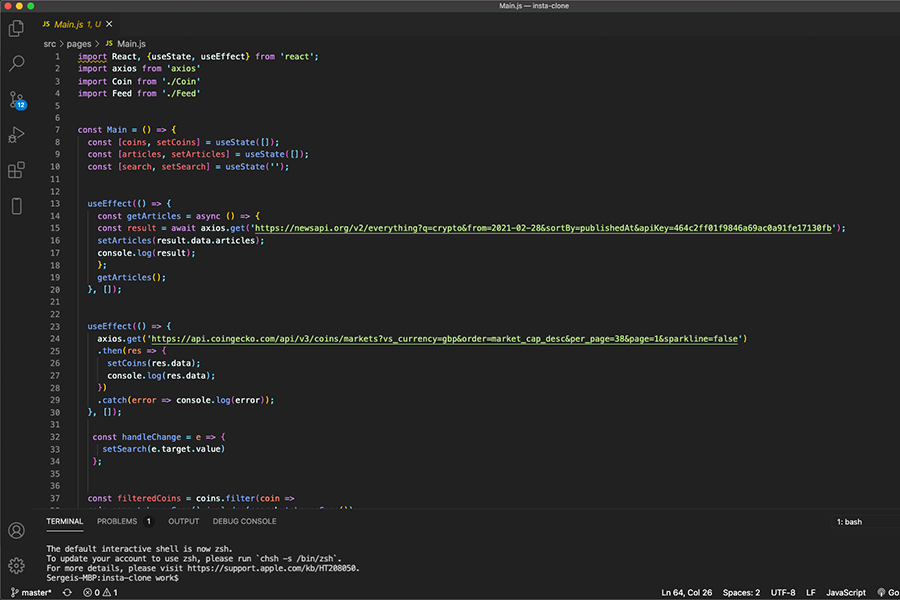 Main.js — insta-clone
JS Main.js 1, U ×
src > pages > JS Main.js
12
1 import React, {useState, useEffect} from 'react';
2 import axios from 'axios'
3 import Coin from './Coin'
4 import Feed from './Feed'
5
6
7 const Main = () => {
8 const [coins, setCoins] = useState([]);
9 const [articles, setArticles] = useState([]);
10 const [search, setSearch] = useState('');
11
12
13 useEffect(() => {
14 const getArticles = async () => {
15 const result = await axios.get('https://newsapi.org/v2/everything?q=crypto&from=2021-02-28&sortBy=publishedAt&apiKey=464c2ff01f9846a69ac0a91fe17130fb');
16 setArticles(result.data.articles);
17 console.log(result);
18 };
19 getArticles();
20 }, []);
21
22
23 useEffect(() => {
24 axios.get('https://api.coingecko.com/api/v3/coins/markets?vs_currency=gbp&order=market_cap_desc&per_page=38&page=1&sparkline=false')
25 .then(res => {
26 setCoins(res.data);
27 console.log(res.data);
28 })
29 .catch(error => console.log(error));
30 }, []);
31
32 const handleChange = e => {
33 setSearch(e.target.value)
34 };
35
36
37 const filteredCoins = coins.filter(coin =>
TERMINAL PROBLEMS 1 OUTPUT DEBUG CONSOLE 1: bash
The default interactive shell is now zsh.
To update your account to use zsh, please run `chsh -s /bin/zsh`.
For more details, please visit https://support.apple.com/kb/HT208050.
Sergeis-MBP:insta-clone work$
master* 0 1 Ln 64, Col 26 Spaces: 2 UTF-8 LF JavaScript Go